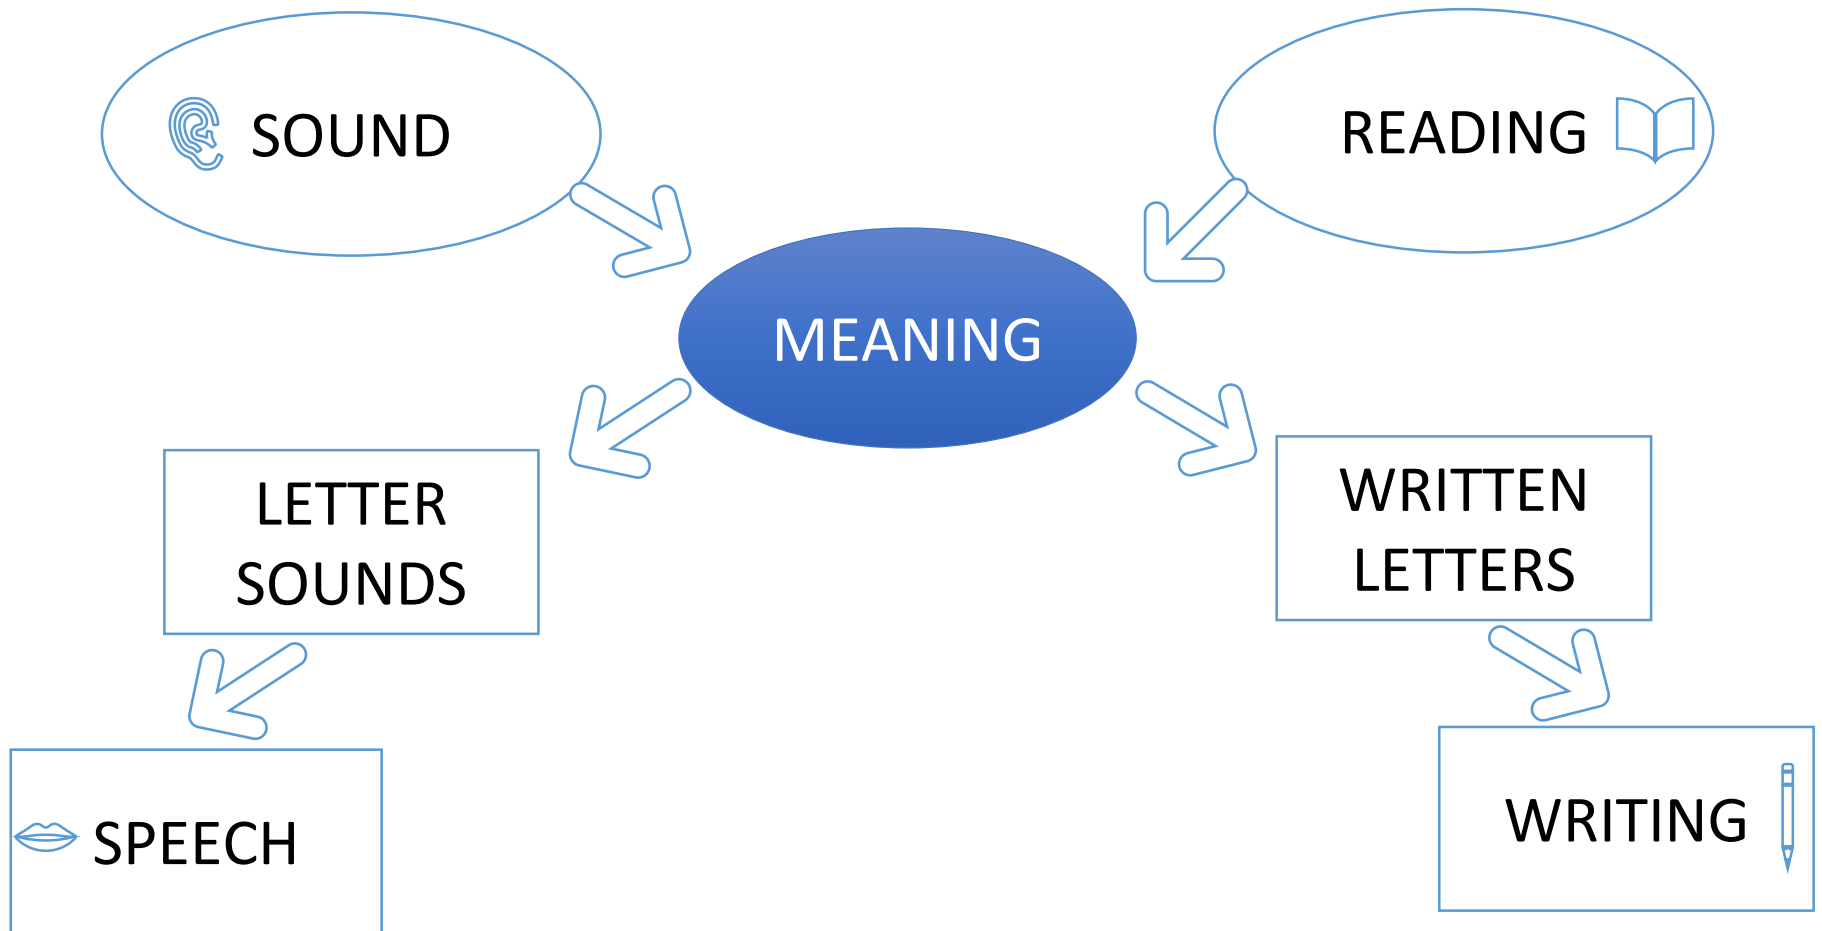 SOUND
READING
MEANING
LETTER
SOUNDS
WRITTEN
LETTERS
SPEECH
WRITING